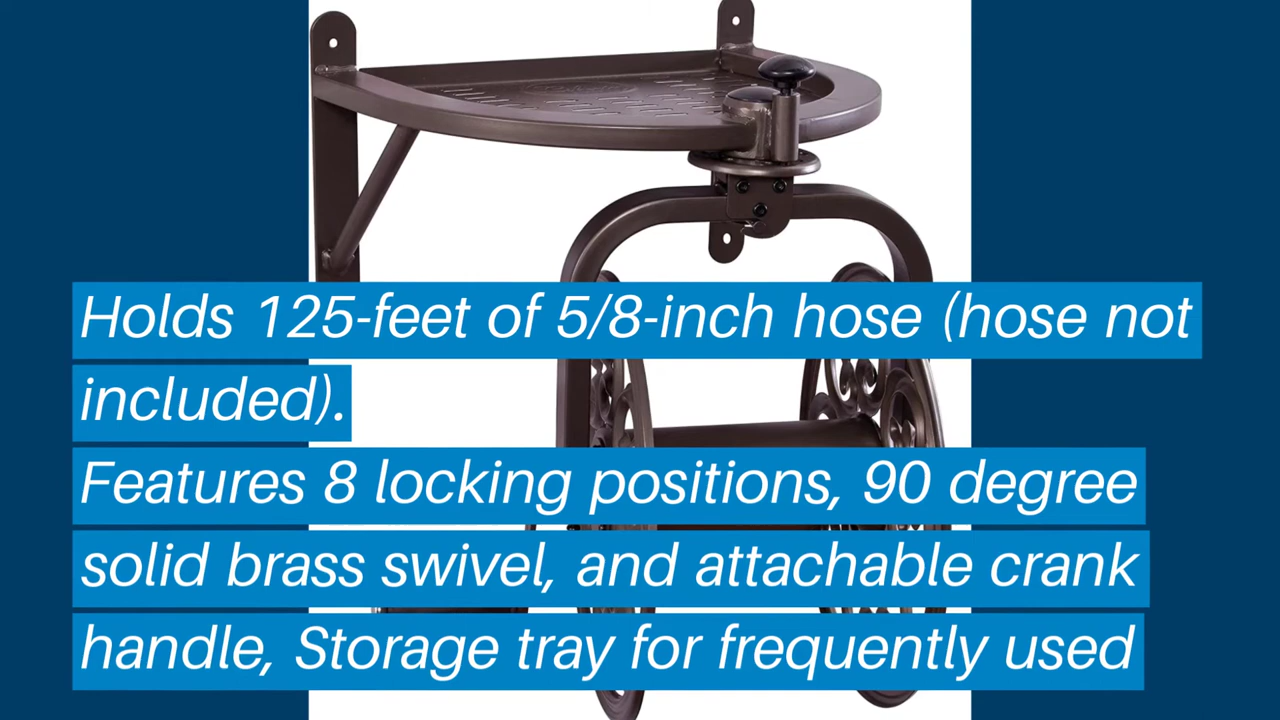 Holds 125-feet of 5/8-inch hose (hose not
included).
Features 8 locking positions, 90 degree
solid brass swivel, and attachable crank
handle, Storage tray for frequently used